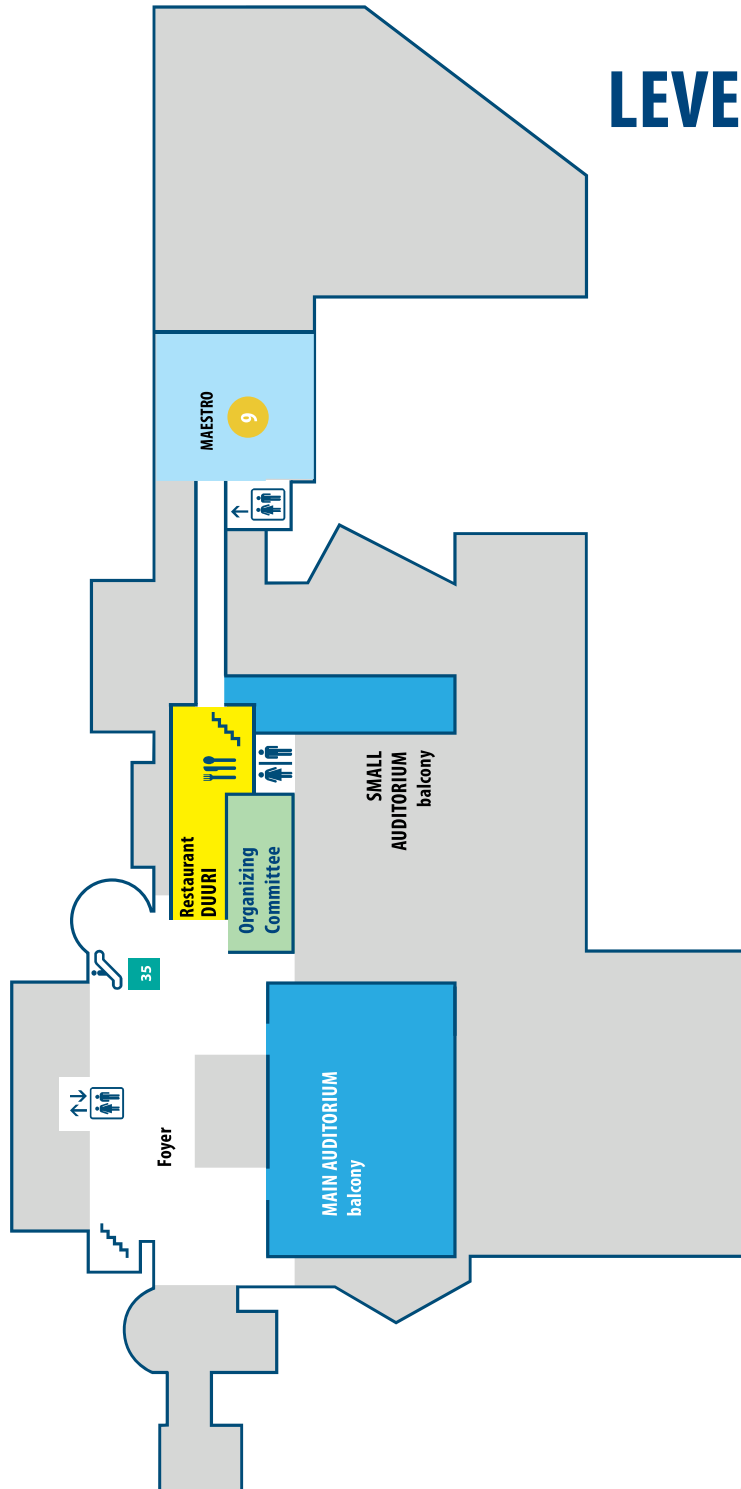 LEVE
MAESTRO
9
SMALL
AUDITORIUM
balcony
Restaurant
DUURI
Organizing
Committee
35
Foyer
MAIN AUDITORIUM
balcony